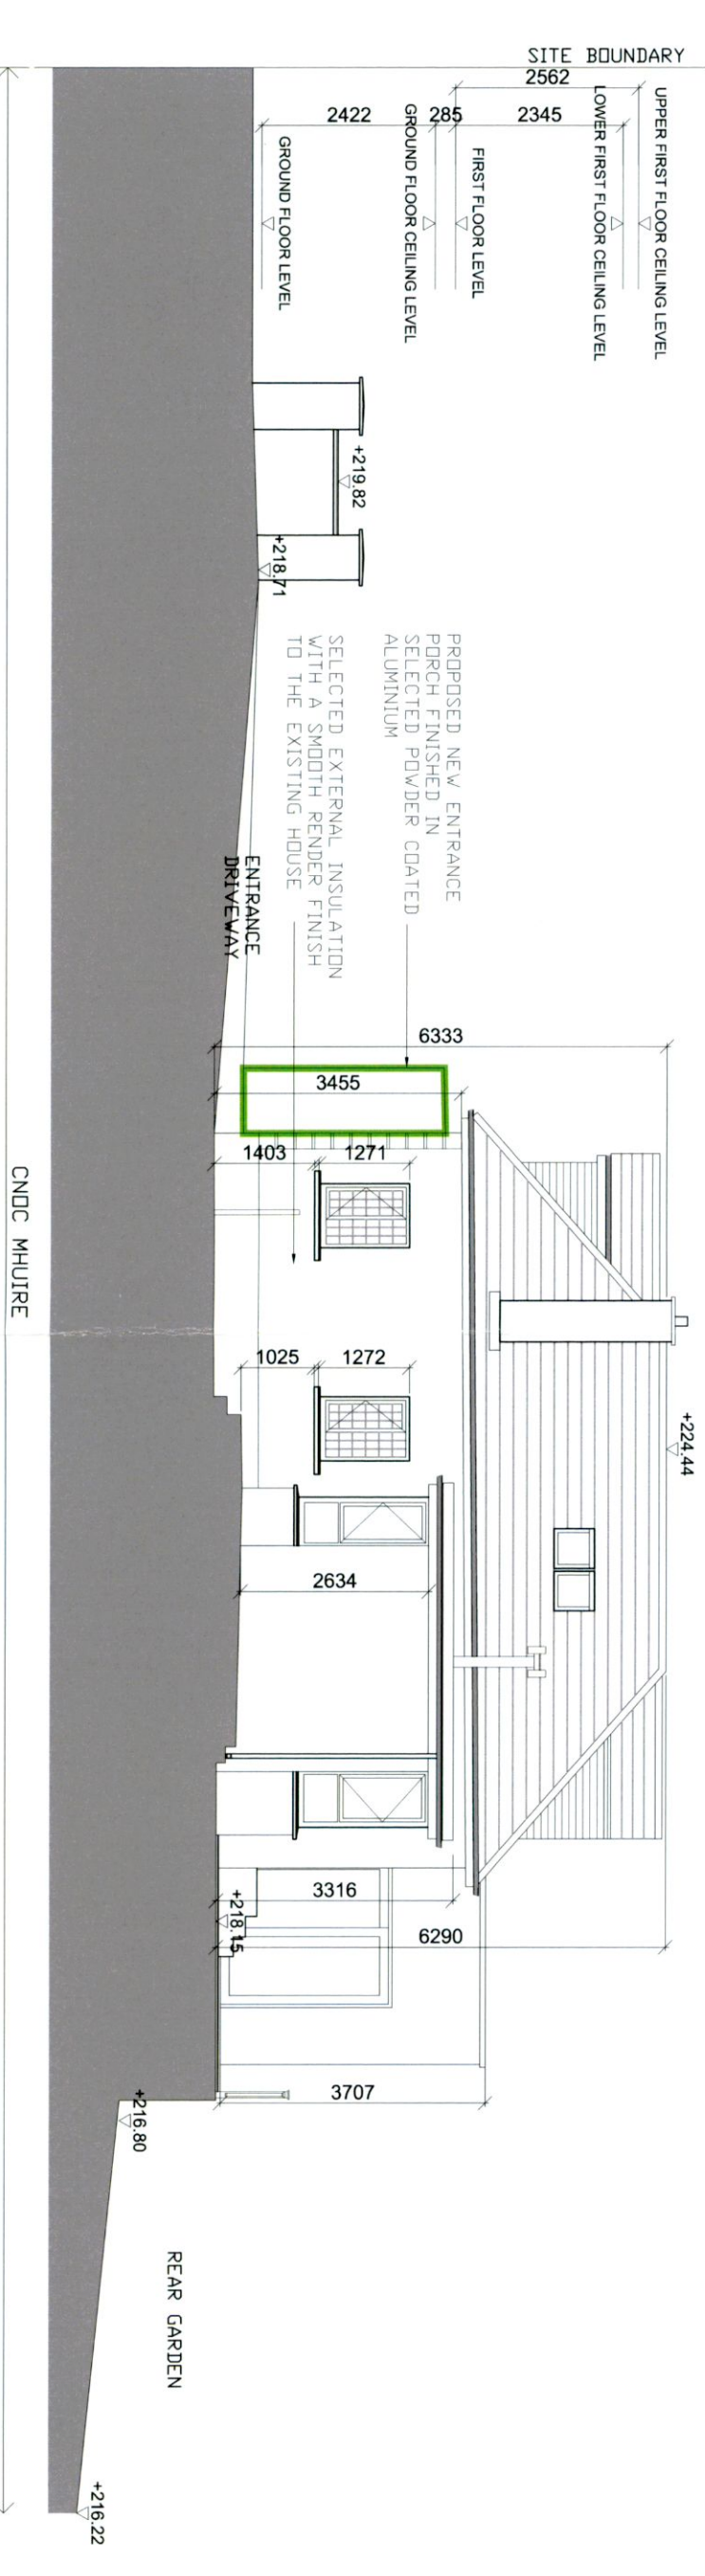 SITE BOUNDARY
UPPER FIRST FLOOR CEILING LEVEL
LOWER FIRST FLOOR CEILING LEVEL
FIRST FLOOR LEVEL
GROUND FLOOR CEILING LEVEL
GROUND FLOOR LEVEL
2562
2345
285
2422
+219.82
+218.71
PROPOSED NEW ENTRANCE
PORCH FINISHED IN
SELECTED POWDER COATED
ALUMINIUM
SELECTED EXTERNAL INSULATION
WITH A SMOOTH RENDER FINISH
TO THE EXISTING HOUSE
ENTRANCE
DRIVEWAY
6333
3455
1403
1271
1025
1272
+224.44
2634
3316
+218.15
6290
3707
+216.80
REAR GARDEN
+216.22
CNOC MHUIRE